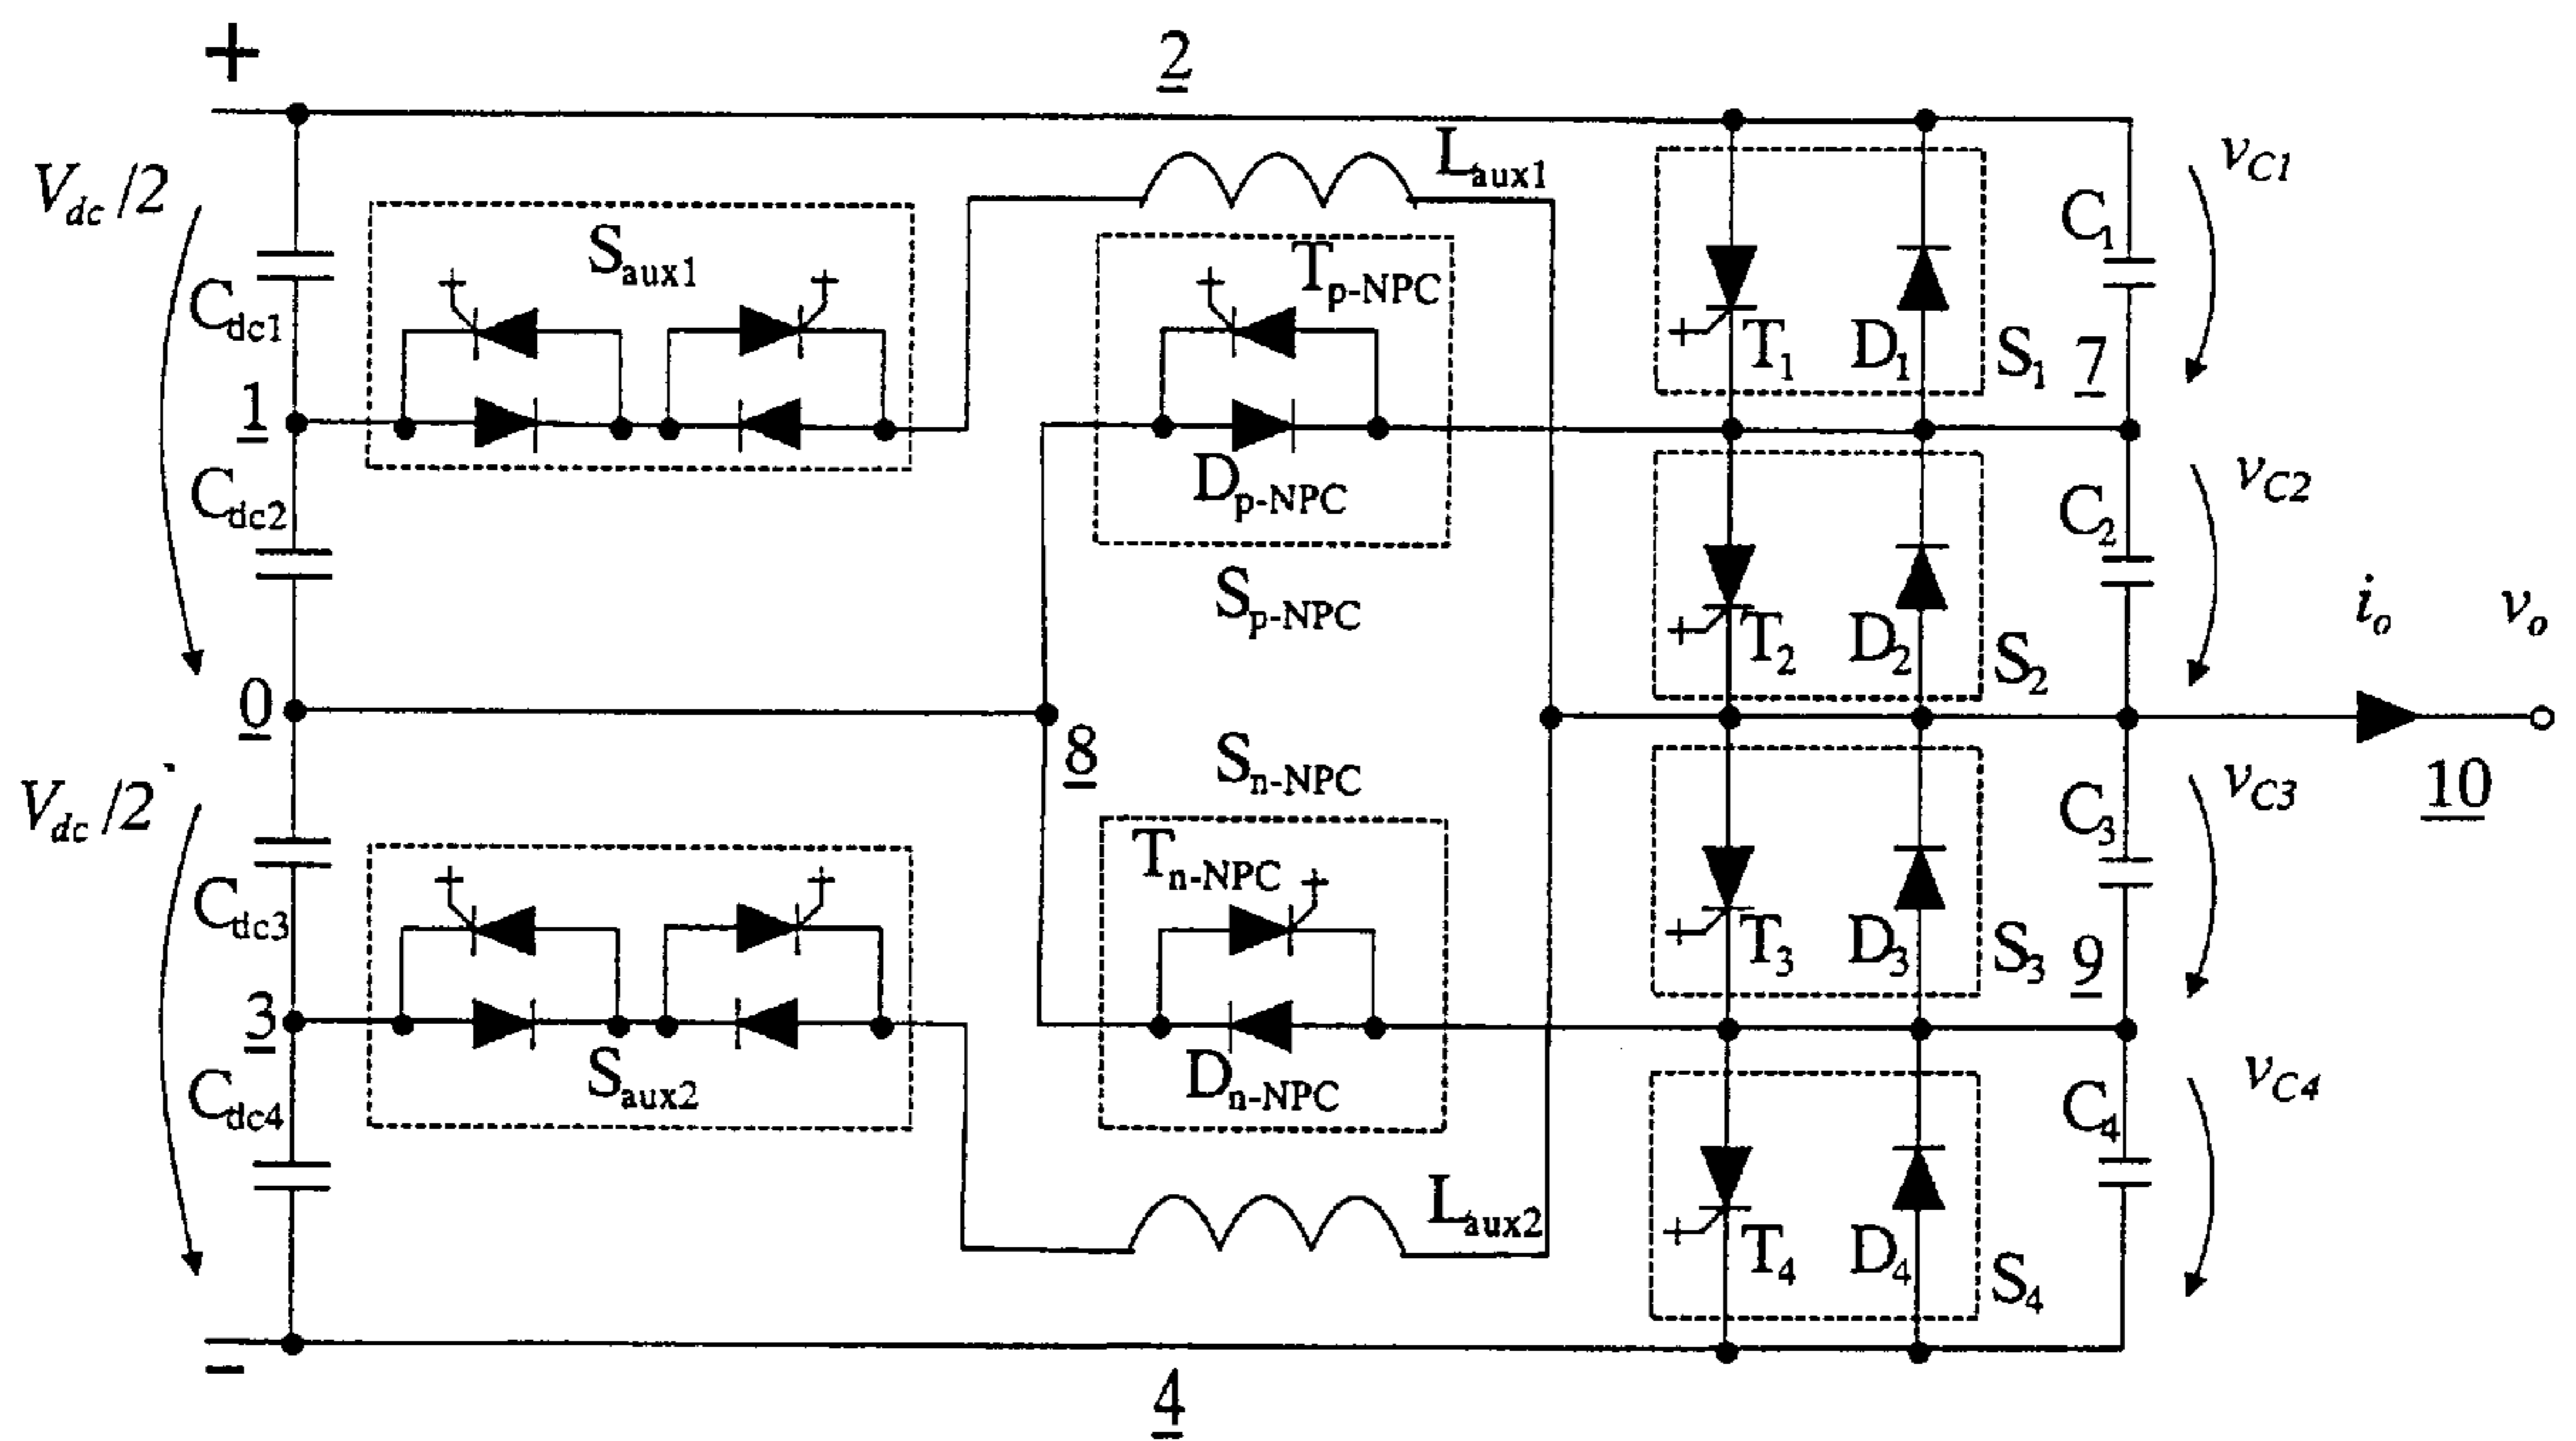 +
2
V_dc /2
L_aux1
v_C1
S_aux1
T_p-NPC
C_1
C_dc1
T_1
D_1
S_1
7
1
C_dc2
D_p-NPC
v_C2
C_2
S_p-NPC
T_2
D_2
S_2
i_o
v_o
0
8
S_n-NPC
v_C3
10
V_dc /2
C_3
T_n-NPC
C_dc3
T_3
D_3
S_3
9
3
S_aux2
D_n-NPC
v_C4
C_dc4
C_4
L_aux2
T_4
D_4
S_4
−
4